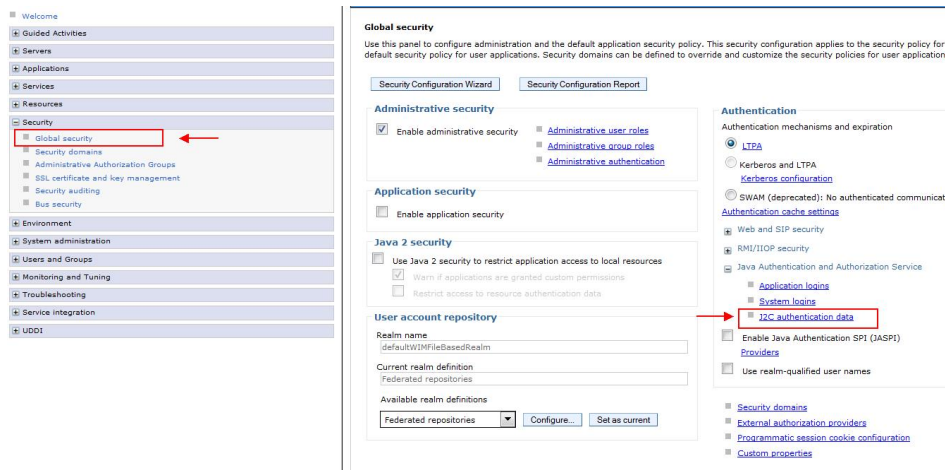 Welcome
Guided Activities
Servers
Applications
Services
Resources
Security
Global security
Security domains
Administrative Authorization Groups
SSL certificate and key management
Security auditing
Bus security
Environment
System administration
Users and Groups
Monitoring and Tuning
Troubleshooting
Service integration
UDDI
Global security
Use this panel to configure administration and the default application security policy. This security configuration applies to the security policy for
default security policy for user applications. Security domains can be defined to override and customize the security policies for user application
Security Configuration Wizard Security Configuration Report
Administrative security
Enable administrative security
Administrative user roles
Administrative group roles
Administrative authentication
Application security
Enable application security
Java 2 security
Use Java 2 security to restrict application access to local resources
Warn if applications are granted custom permissions
Restrict access to resource authentication data
User account repository
Realm name
defaultWIMFileBasedRealm
Current realm definition
Federated repositories
Available realm definitions
Federated repositories Configure... Set as current
Authentication
Authentication mechanisms and expiration
LTPA
Kerberos and LTPA
Kerberos configuration
SWAM (deprecated): No authenticated communicat
Authentication cache settings
Web and SIP security
RMI/IIOP security
Java Authentication and Authorization Service
Application logins
System logins
J2C authentication data
Enable Java Authentication SPI (JASPI)
Providers
Use realm-qualified user names
Security domains
External authorization providers
Programmatic session cookie configuration
Custom properties